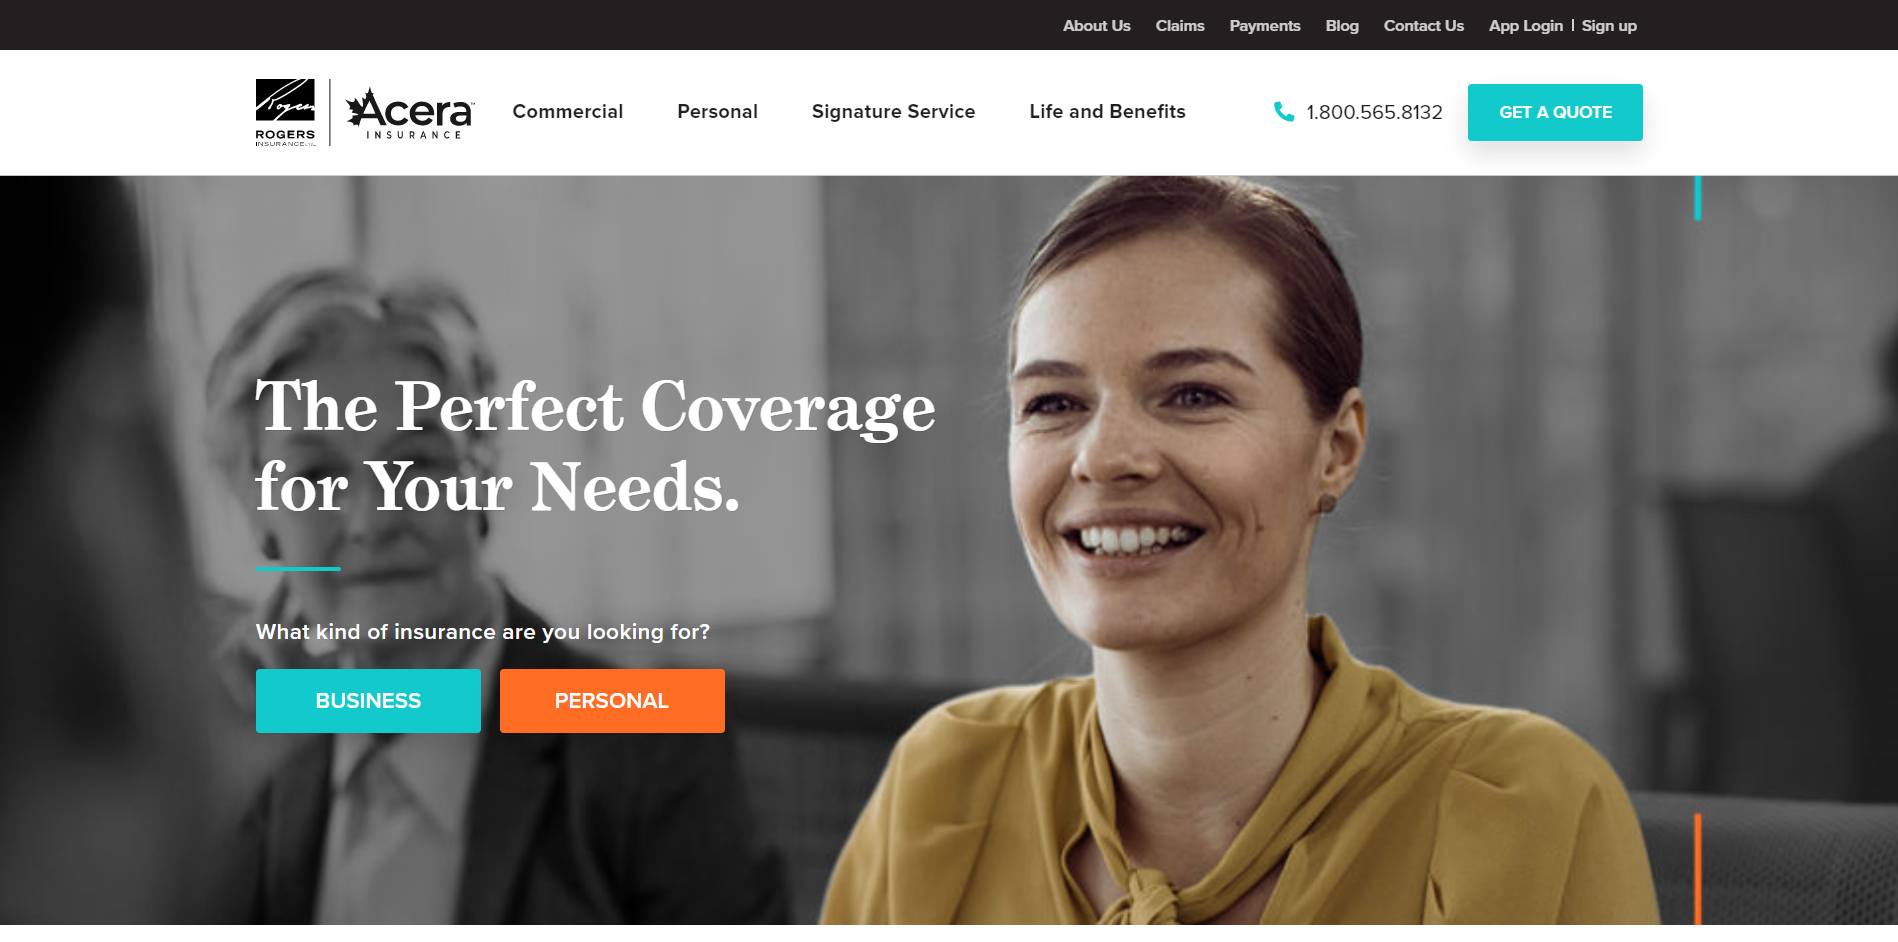 About Us Claims Payments Blog Contact Us App Login | Sign up
Rogers
ROGERS
INSURANCE LTD.
Acera™
INSURANCE
Commercial Personal Signature Service Life and Benefits 1.800.565.8132 GET A QUOTE
The Perfect Coverage
for Your Needs.
What kind of insurance are you looking for?
BUSINESS PERSONAL